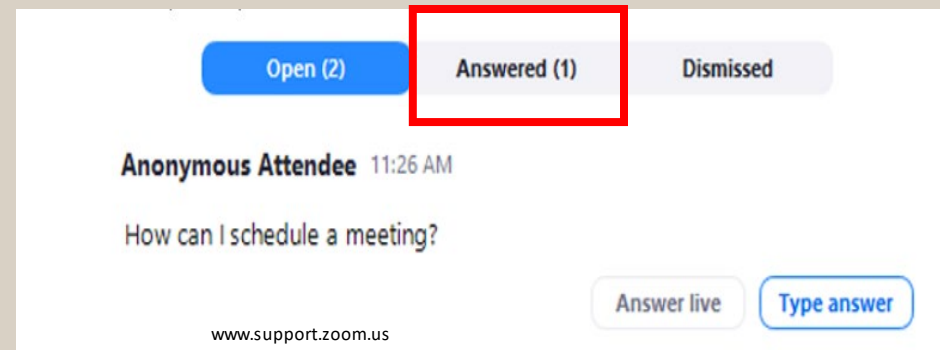 Open (2) Answered (1) Dismissed
Anonymous Attendee 11:26 AM
How can I schedule a meeting?
Answer live Type answer
www.support.zoom.us